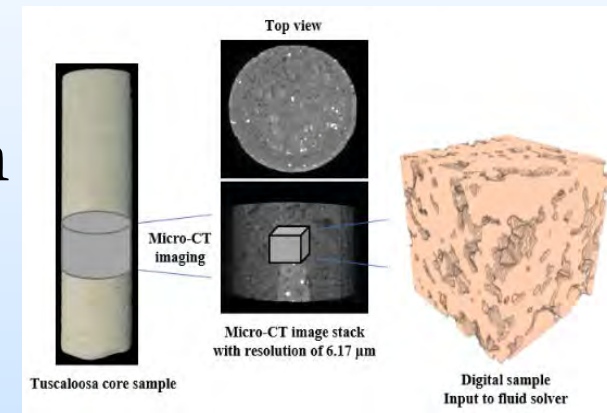 Top view
Micro-CT
imaging
Tuscaloosa core sample
Micro-CT image stack
with resolution of 6.17 µm
Digital sample
Input to fluid solver